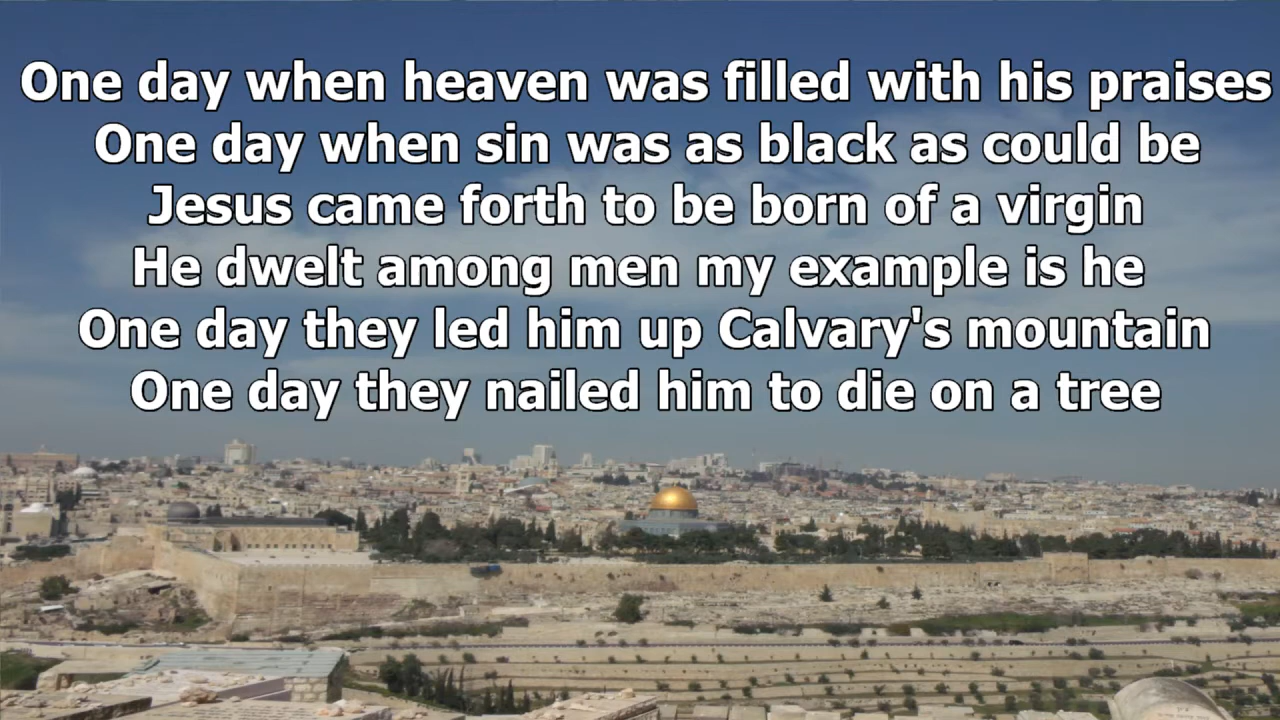 One day when heaven was filled with his praises
One day when sin was as black as could be
Jesus came forth to be born of a virgin
He dwelt among men my example is he
One day they led him up Calvary's mountain
One day they nailed him to die on a tree